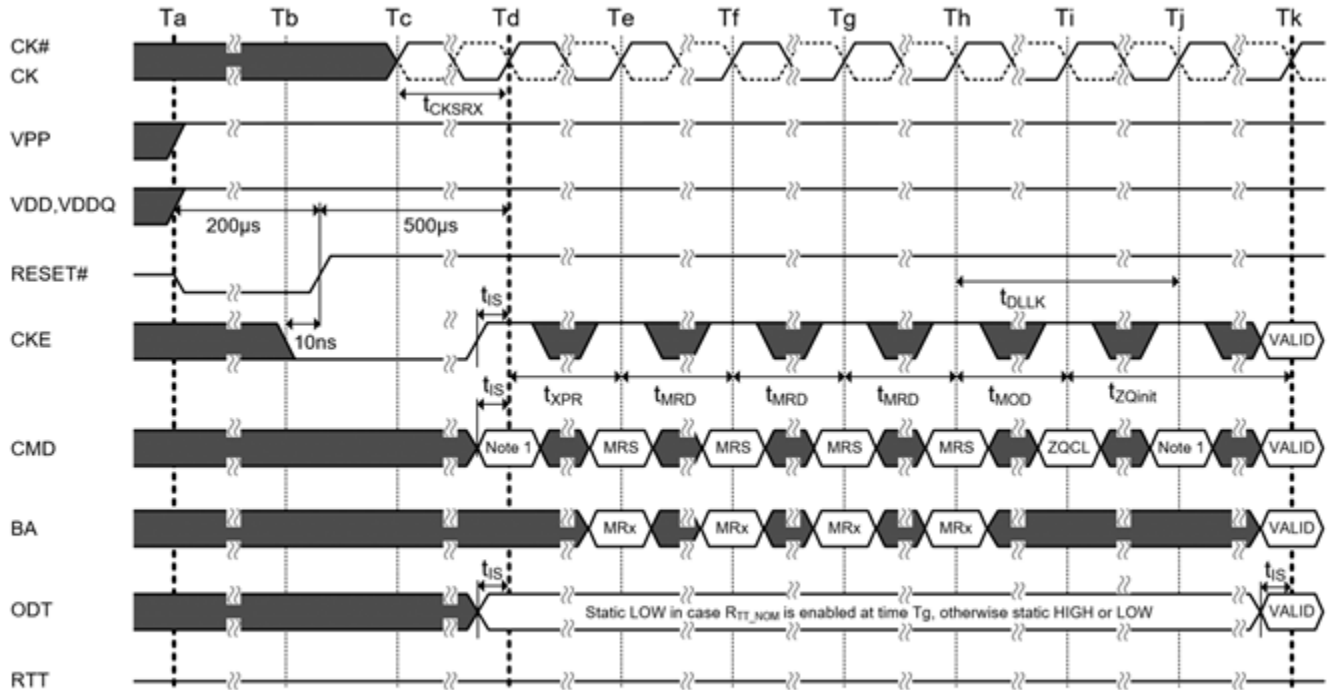 Ta Tb Tc Td Te Tf Tg Th Ti Tj Tk
CK#
CK
tCKSRX
VPP
VDD,VDDQ
200µs 500µs
RESET#
tIS tDLLK
CKE 10ns VALID
tXPR tMRD tMRD tMRD tMOD tZQinit
tIS
CMD Note 1 MRS MRS MRS MRS ZQCL Note 1 VALID
BA MRx MRx MRx MRx VALID
tIS tIS
ODT Static LOW in case RTT_NOM is enabled at time Tg, otherwise static HIGH or LOW VALID
RTT